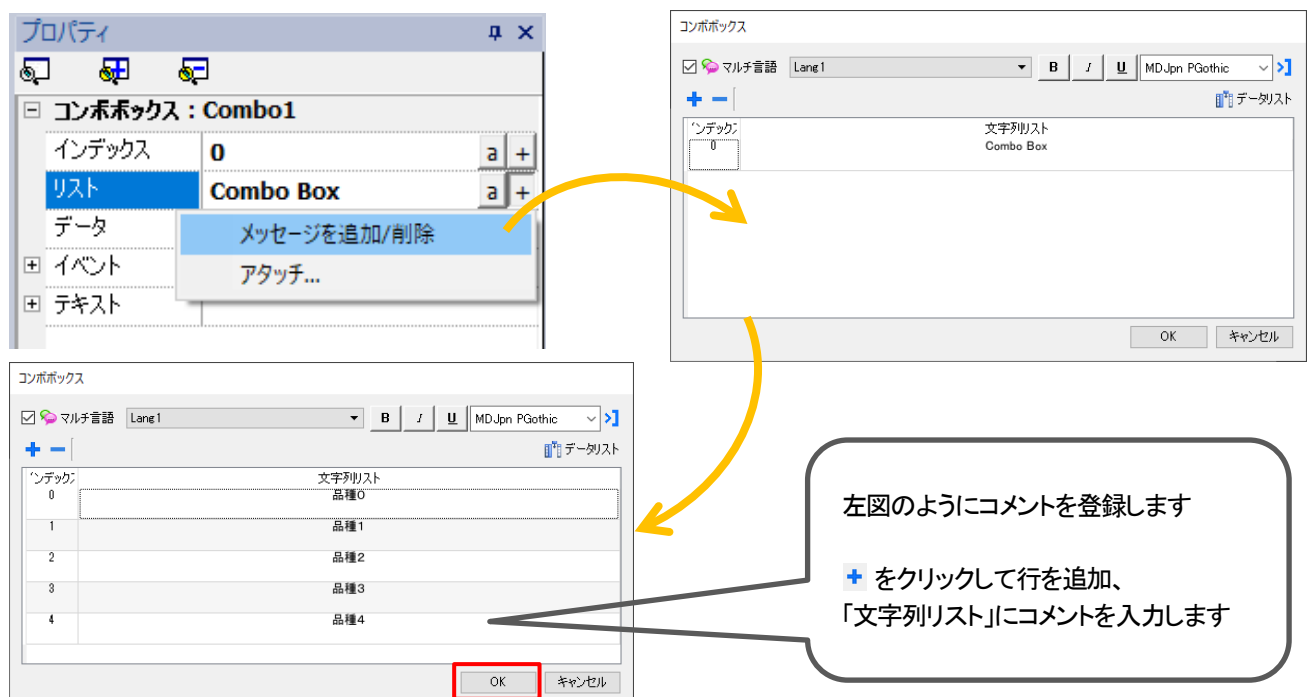 プロパティ
コンボボックス：Combo1
インデックス 0 a +
リスト Combo Box a +
データ
メッセージを追加/削除
イベント
アタッチ...
テキスト
コンボボックス
マルチ言語 Lang1 B I U MDJpn PGothic
データリスト
インデックス 文字列リスト
0 Combo Box
OK キャンセル
コンボボックス
マルチ言語 Lang1 B I U MDJpn PGothic
データリスト
インデックス 文字列リスト
0 品種0
1 品種1
2 品種2
3 品種3
4 品種4
OK キャンセル
左図のようにコメントを登録します
+ をクリックして行を追加、
「文字列リスト」にコメントを入力します